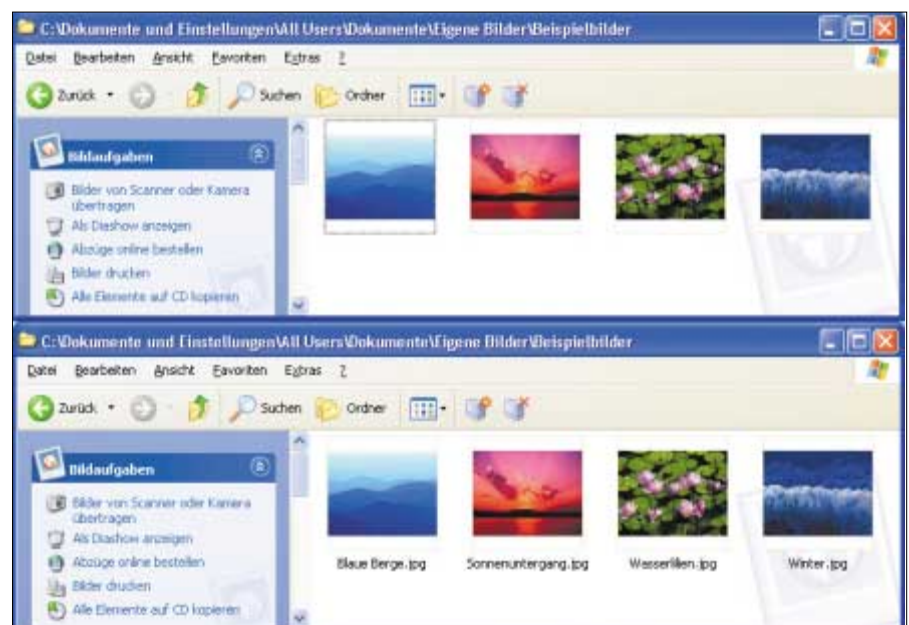 C:\Dokumente und Einstellungen\All Users\Dokumente\Eigene Bilder\Beispielbilder
Datei Bearbeiten Ansicht Favoriten Extras ?
Zurück Suchen Ordner
Bildaufgaben
Bilder von Scanner oder Kamera
übertragen
Als Diashow anzeigen
Abzüge online bestellen
Bilder drucken
Alle Elemente auf CD kopieren
C:\Dokumente und Einstellungen\All Users\Dokumente\Eigene Bilder\Beispielbilder
Datei Bearbeiten Ansicht Favoriten Extras ?
Zurück Suchen Ordner
Bildaufgaben
Bilder von Scanner oder Kamera
übertragen
Als Diashow anzeigen
Abzüge online bestellen
Bilder drucken
Alle Elemente auf CD kopieren
Blaue Berge.jpg Sonnenuntergang.jpg Wasserlilien.jpg Winter.jpg